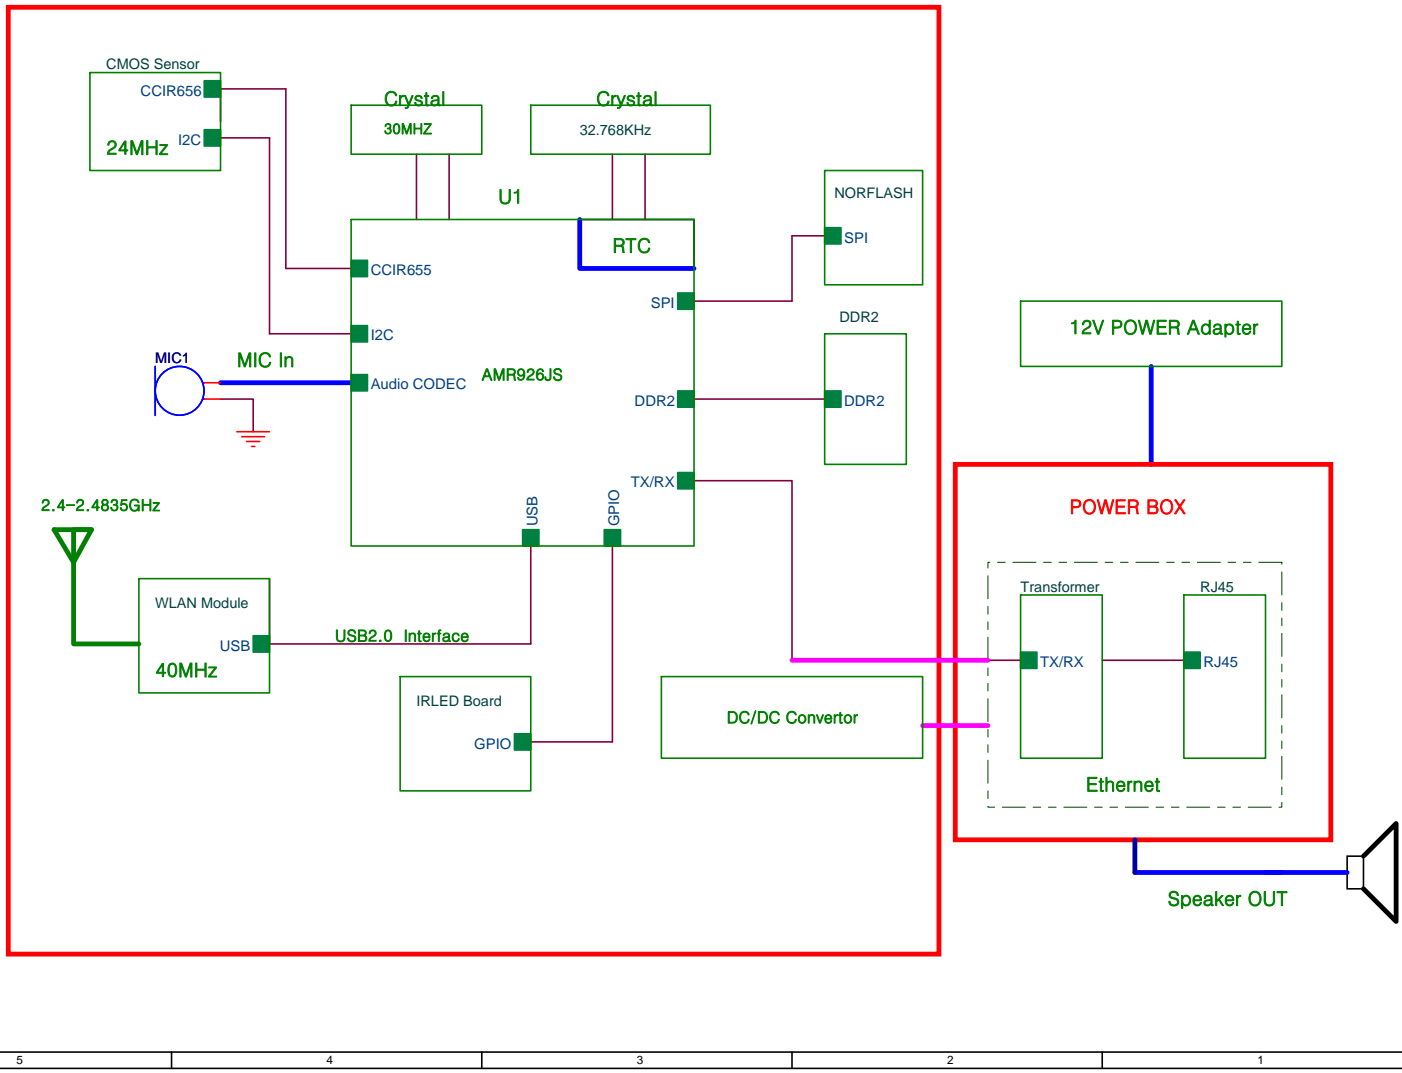 CMOS Sensor
CCIR656
I2C
24MHz
Crystal
30MHZ
Crystal
32.768KHz
U1
RTC
NORFLASH
SPI
CCIR655
SPI
I2C
DDR2
12V POWER Adapter
MIC1
MIC In
Audio CODEC
AMR926JS
DDR2
DDR2
TX/RX
USB
GPIO
2.4-2.4835GHz
POWER BOX
WLAN Module
USB
40MHz
USB2.0 Interface
Transformer
RJ45
TX/RX
RJ45
IRLED Board
GPIO
DC/DC Convertor
Ethernet
Speaker OUT
5
4
3
2
1